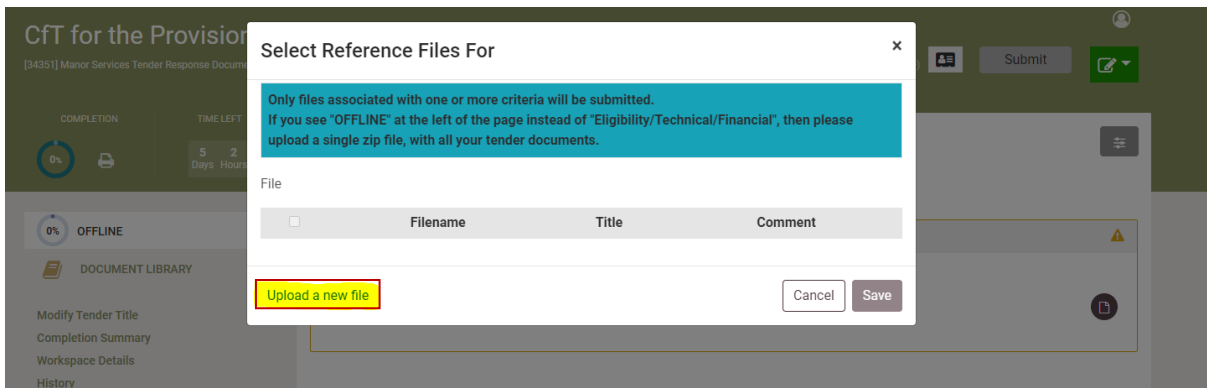 CfT for the Provision
[34351] Manor Services Tender Response Docume
Select Reference Files For
×
Submit
Only files associated with one or more criteria will be submitted.
If you see "OFFLINE" at the left of the page instead of "Eligibility/Technical/Financial", then please
upload a single zip file, with all your tender documents.
COMPLETION
TIME LEFT
0%
5 2
Days Hours
File
Filename Title Comment
0% OFFLINE
DOCUMENT LIBRARY
Upload a new file
Cancel Save
Modify Tender Title
Completion Summary
Workspace Details
History